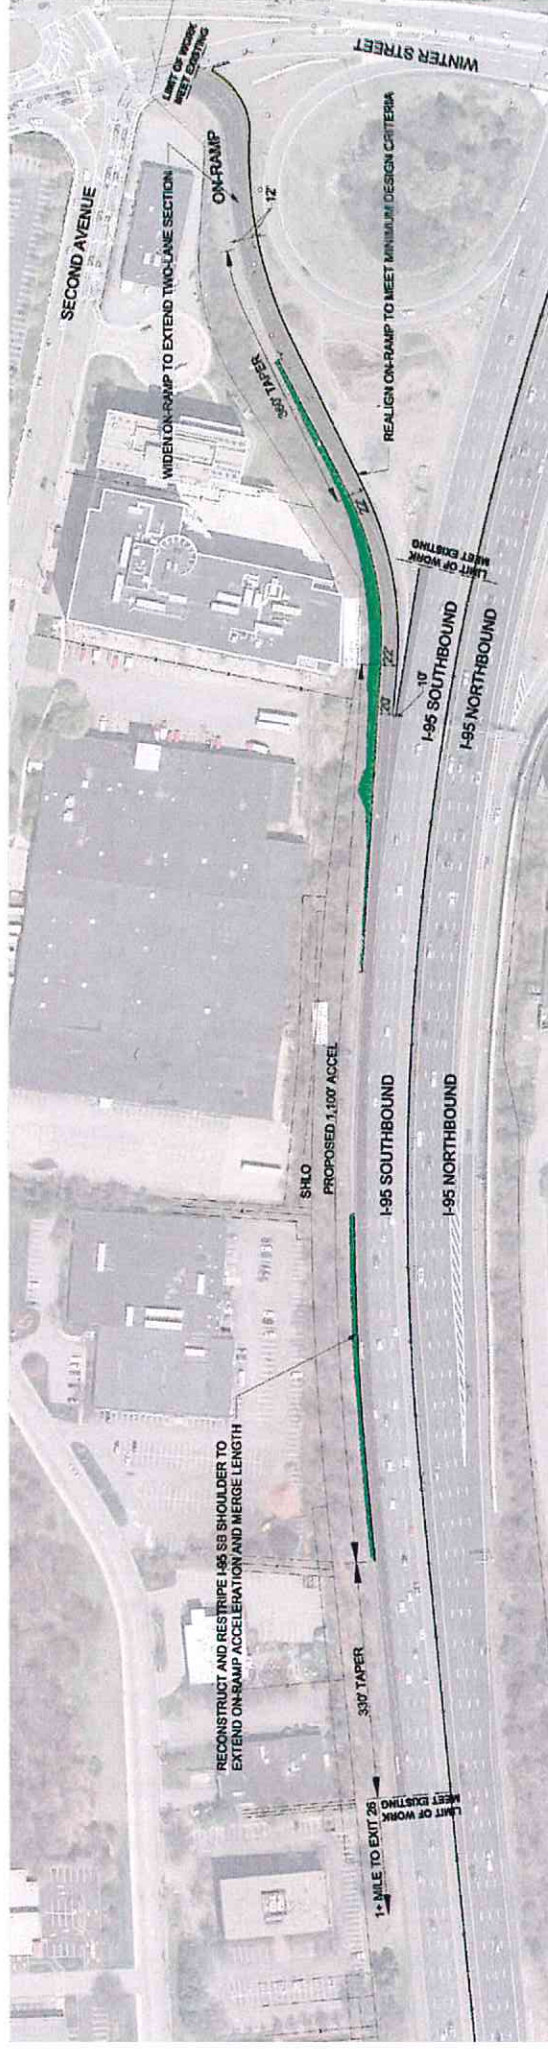 WINTER STREET
LIMIT OF WORK
MEET EXISTING
SECOND AVENUE
ON-RAMP
12'
WIDEN ON-RAMP TO EXTEND TWO-LANE SECTION
360' TAPER
REALIGN ON-RAMP TO MEET MINIMUM DESIGN CRITERIA
22'
LIMIT OF WORK
MEET EXISTING
22'
20'
10'
I-95 SOUTHBOUND
I-95 NORTHBOUND
SHLO
PROPOSED 1,100' ACCEL
I-95 SOUTHBOUND
I-95 NORTHBOUND
RECONSTRUCT AND RESTRIPE I-95 SB SHOULDER TO
EXTEND ON-RAMP ACCELERATION AND MERGE LENGTH
330' TAPER
LIMIT OF WORK
MEET EXISTING
1+ MILE TO EXIT 26